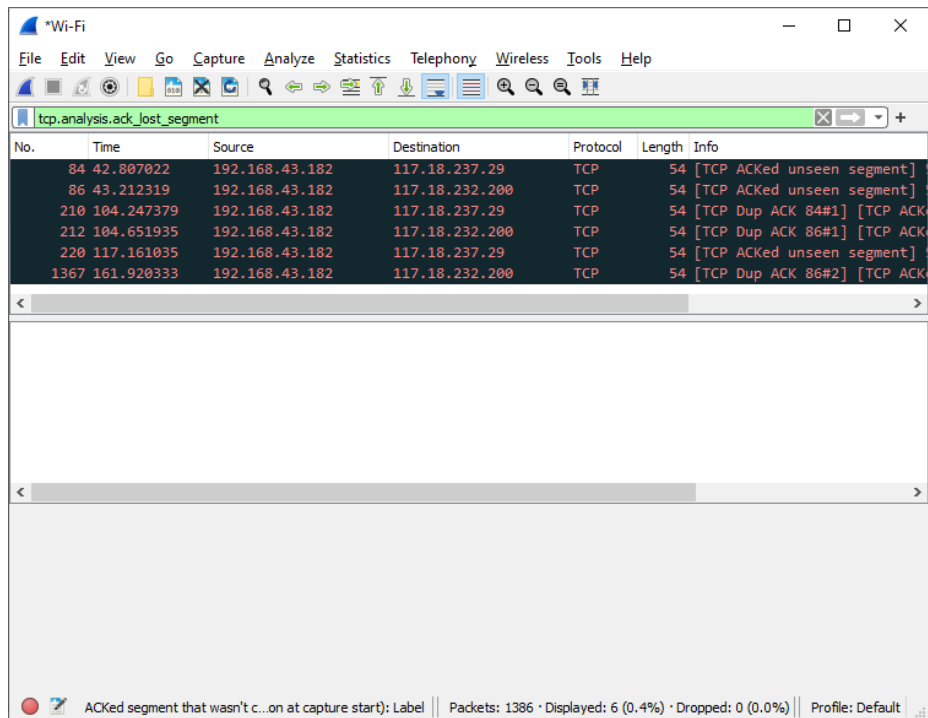 *Wi-Fi
File Edit View Go Capture Analyze Statistics Telephony Wireless Tools Help
tcp.analysis.ack_lost_segment
No. Time Source Destination Protocol Length Info
84 42.807022 192.168.43.182 117.18.237.29 TCP 54 [TCP ACKed unseen segment]
86 43.212319 192.168.43.182 117.18.232.200 TCP 54 [TCP ACKed unseen segment]
210 104.247379 192.168.43.182 117.18.237.29 TCP 54 [TCP Dup ACK 84#1] [TCP ACK
212 104.651935 192.168.43.182 117.18.232.200 TCP 54 [TCP Dup ACK 86#1] [TCP ACK
220 117.161035 192.168.43.182 117.18.237.29 TCP 54 [TCP ACKed unseen segment]
1367 161.920333 192.168.43.182 117.18.232.200 TCP 54 [TCP Dup ACK 86#2] [TCP ACK
ACKed segment that wasn't c...on at capture start): Label Packets: 1386 · Displayed: 6 (0.4%) · Dropped: 0 (0.0%) Profile: Default